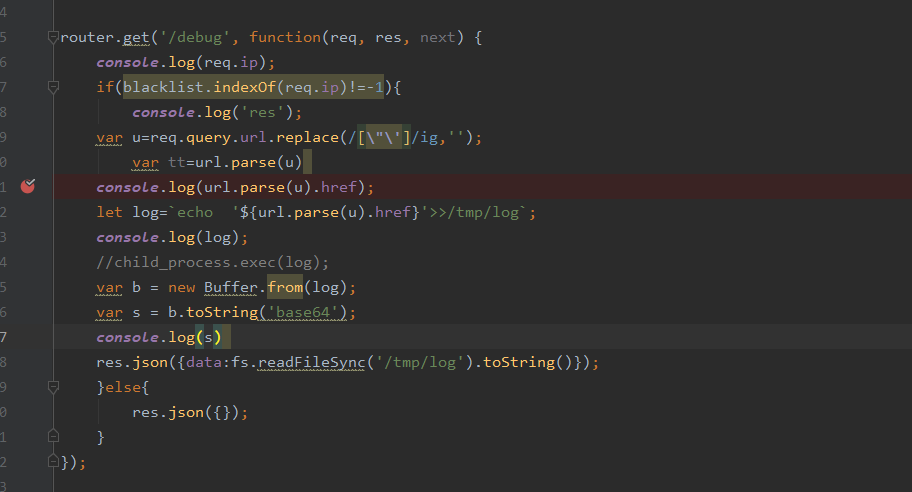 4
5 router.get('/debug', function(req, res, next) {
6 console.log(req.ip);
7 if(blacklist.indexOf(req.ip)!=-1){
8 console.log('res');
9 var u=req.query.url.replace(/[\"\']/ig,'');
0 var tt=url.parse(u)
1 console.log(url.parse(u).href);
2 let log=`echo  '${url.parse(u).href}'>>/tmp/log`;
3 console.log(log);
4 //child_process.exec(log);
5 var b = new Buffer.from(log);
6 var s = b.toString('base64');
7 console.log(s)
8 res.json({data:fs.readFileSync('/tmp/log').toString()});
9 }else{
0 res.json({});
1 }
2 });
3